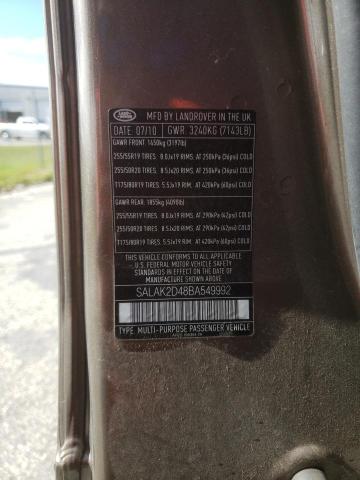 LAND ROVER
MFD BY LANDROVER IN THE UK
DATE 07/10 GWR 3240KG (7143LB)
GAWR FRONT: 1450kg (3197lb)
255/55R19 TIRES 8.0Jx19 RIMS, AT 250kPa (36psi) COLD
255/50R20 TIRES 8.5Jx20 RIMS, AT 250kPa (36psi) COLD
T175/80R19 TIRES 5.5Jx19 RIM, AT 420kPa (60psi) COLD
GAWR REAR: 1855kg (4090lb)
255/55R19 TIRES 8.0Jx19 RIMS, AT 290kPa (42psi) COLD
255/50R20 TIRES 8.5Jx20 RIMS, AT 290kPa (42psi) COLD
T175/80R19 TIRES 5.5Jx19 RIM, AT 420kPa (60psi) COLD
THIS VEHICLE CONFORMS TO ALL APPLICABLE
U.S. FEDERAL MOTOR VEHICLE SAFETY
STANDARDS IN EFFECT ON THE DATE OF
MANUFACTURE SHOWN ABOVE
SALAK2D48BA549992
TYPE: MULTI-PURPOSE PASSENGER VEHICLE